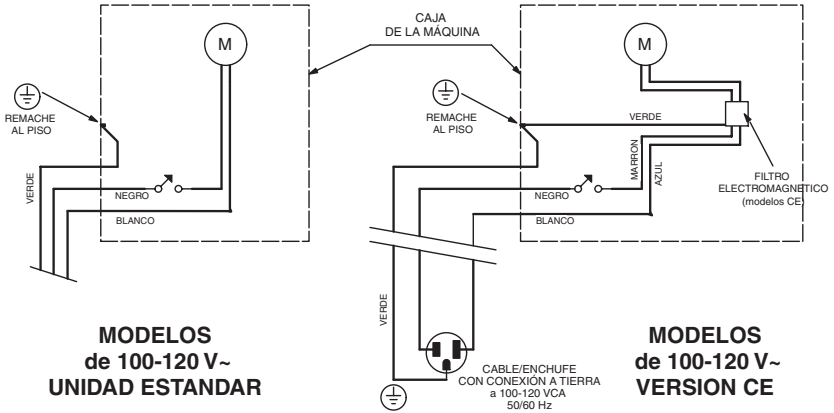 CAJA
DE LA MÁQUINA
M
REMACHE
AL PISO
VERDE
NEGRO
BLANCO
MODELOS
de 100-120 V~
UNIDAD ESTANDAR
M
REMACHE
AL PISO
VERDE
MARRON
AZUL
FILTRO
ELECTROMAGNETICO
(modelos CE)
NEGRO
BLANCO
VERDE
CABLE/ENCHUFE
CON CONEXIÓN A TIERRA
a 100-120 VCA
50/60 Hz
MODELOS
de 100-120 V~
VERSION CE